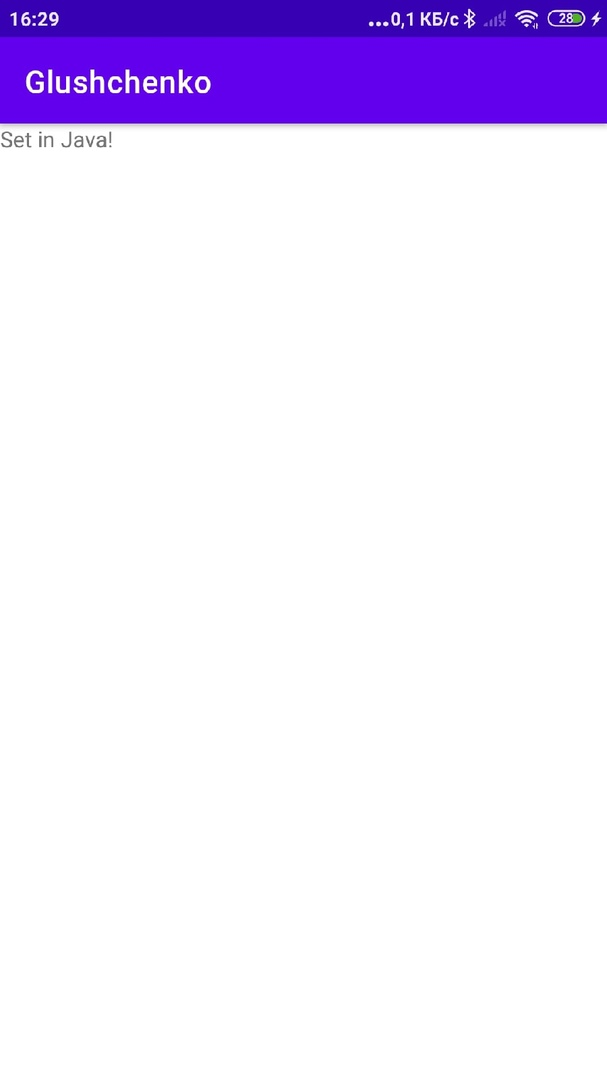 16:29 ...0,1 КБ/с 28
Glushchenko
Set in Java!